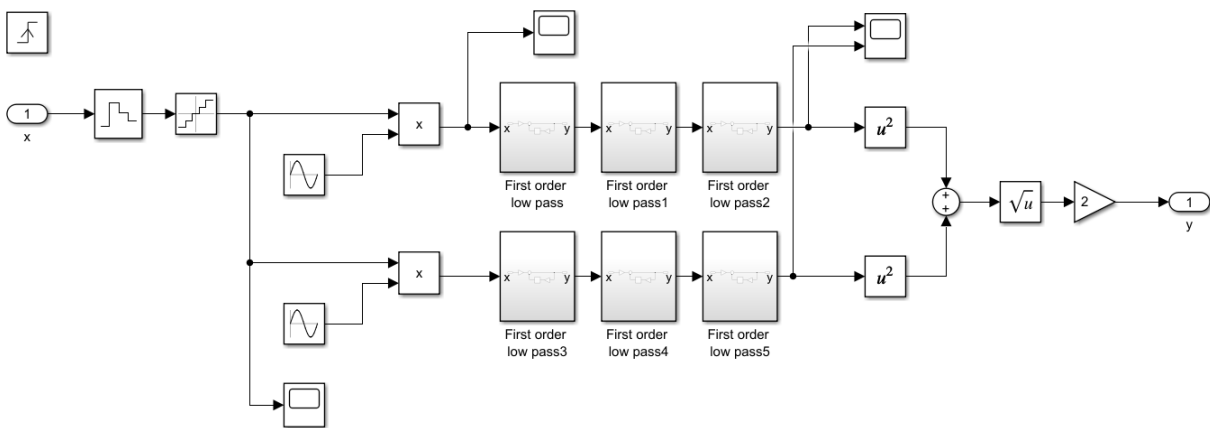 1
x
x
x
y
x
y
x
y
u²
First order
low pass
First order
low pass1
First order
low pass2
+
+
√u
2
1
y
x
x
y
x
y
x
y
u²
First order
low pass3
First order
low pass4
First order
low pass5